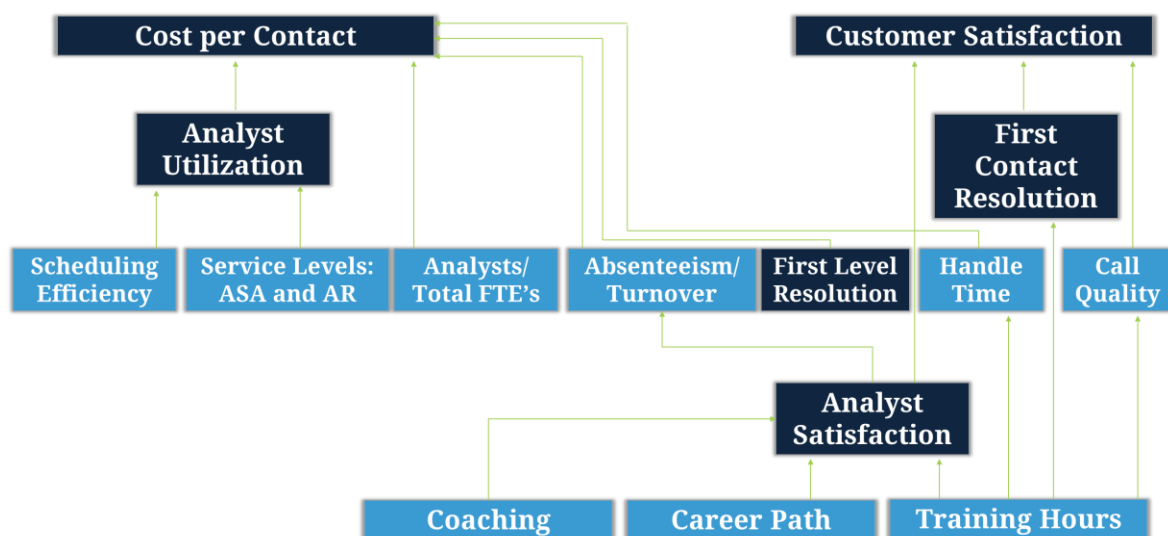 Cost per Contact
Customer Satisfaction
Analyst
Utilization
First
Contact
Resolution
Scheduling
Efficiency
Service Levels:
ASA and AR
Analysts/
Total FTE’s
Absenteeism/
Turnover
First Level
Resolution
Handle
Time
Call
Quality
Analyst
Satisfaction
Coaching
Career Path
Training Hours